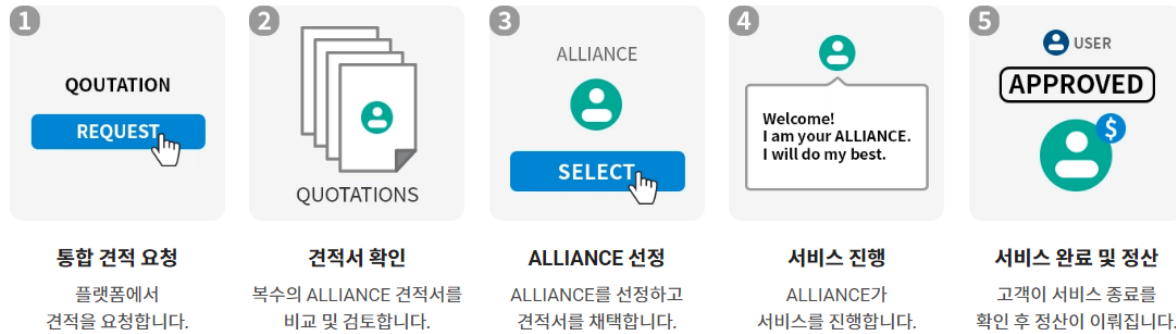 1
QOUTATION
REQUEST
통합 견적 요청
플랫폼에서
견적을 요청합니다.
2
QUOTATIONS
견적서 확인
복수의 ALLIANCE 견적서를
비교 및 검토합니다.
3
ALLIANCE
SELECT
ALLIANCE 선정
ALLIANCE를 선정하고
견적서를 채택합니다.
4
Welcome!
I am your ALLIANCE.
I will do my best.
서비스 진행
ALLIANCE가
서비스를 진행합니다.
5
USER
APPROVED
$
서비스 완료 및 정산
고객이 서비스 종료를
확인 후 정산이 이뤄집니다.